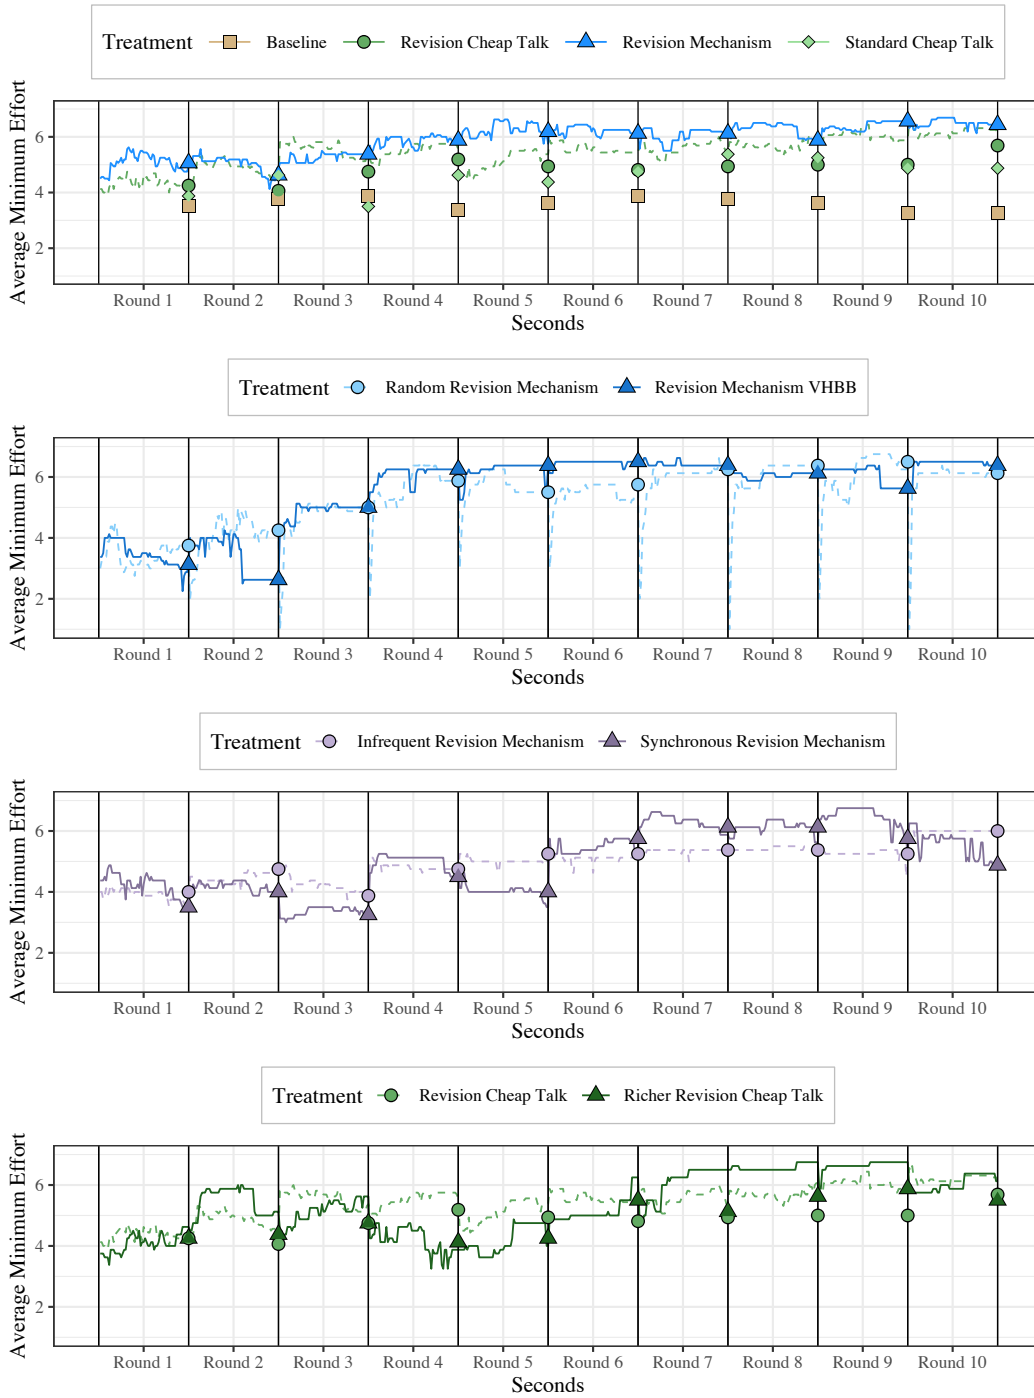 Treatment Baseline Revision Cheap Talk Revision Mechanism Standard Cheap Talk
Average Minimum Effort
6
4
2
Round 1 Round 2 Round 3 Round 4 Round 5 Round 6 Round 7 Round 8 Round 9 Round 10
Seconds
Treatment Random Revision Mechanism Revision Mechanism VHBB
Average Minimum Effort
6
4
2
Round 1 Round 2 Round 3 Round 4 Round 5 Round 6 Round 7 Round 8 Round 9 Round 10
Seconds
Treatment Infrequent Revision Mechanism Synchronous Revision Mechanism
Average Minimum Effort
6
4
2
Round 1 Round 2 Round 3 Round 4 Round 5 Round 6 Round 7 Round 8 Round 9 Round 10
Seconds
Treatment Revision Cheap Talk Richer Revision Cheap Talk
Average Minimum Effort
6
4
2
Round 1 Round 2 Round 3 Round 4 Round 5 Round 6 Round 7 Round 8 Round 9 Round 10
Seconds